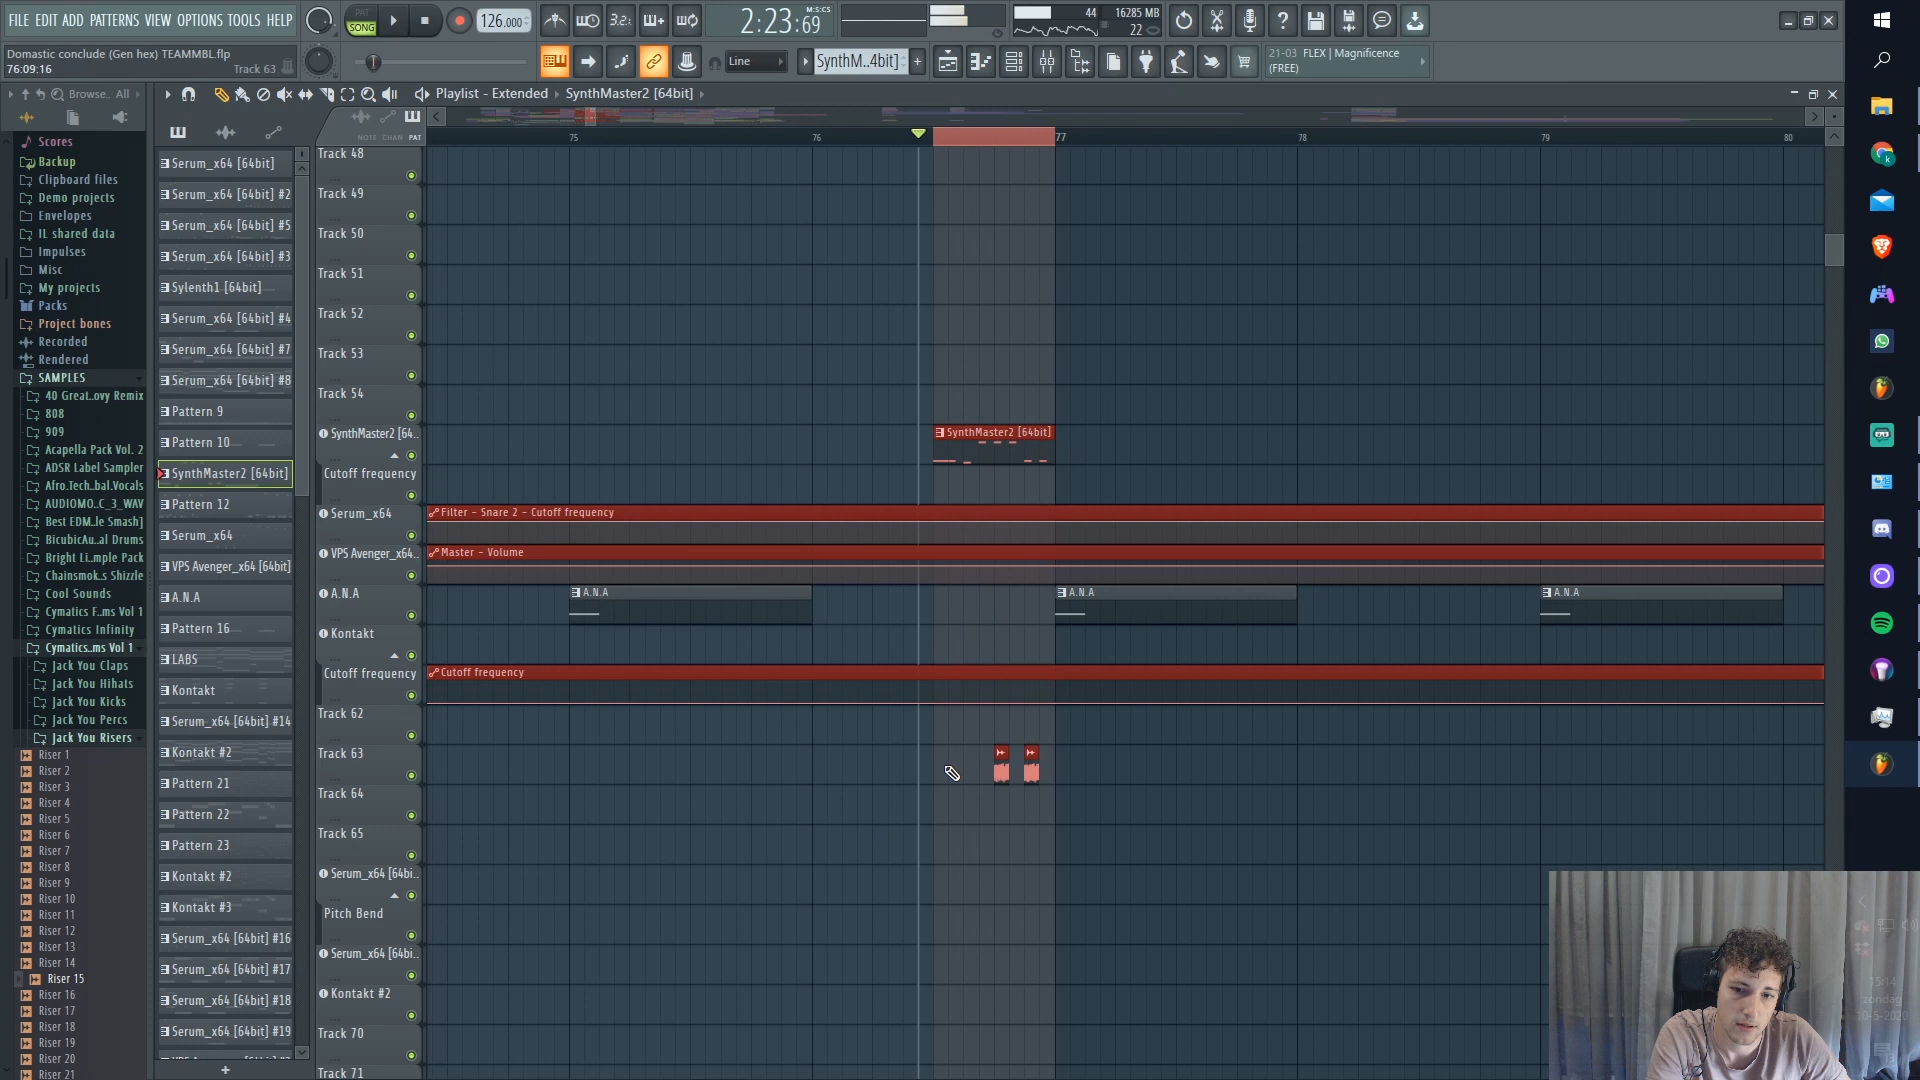 FILE EDIT ADD PATTERNS VIEW OPTIONS TOOLS HELP
Domastic conclude (Gen hex) TEAMMBL.flp
76:09:16
Track 63
PAT
SONG
126.000
3.2.
2:23:69
M:S:CS
44
16285 MB
22
Line
SynthM..4bit]
21-03 FLEX | Magnificence
(FREE)
Browse.. All
Playlist - Extended
SynthMaster2 [64bit]
NOTE CHAN PAT
75
76
77
78
79
80
Scores
Backup
Clipboard files
Demo projects
Envelopes
IL shared data
Impulses
Misc
My projects
Packs
Project bones
Recorded
Rendered
SAMPLES
40 Great..ovy Remix
808
909
Acapella Pack Vol. 2
ADSR Label Sampler
Afro.Tech..bal.Vocals
AUDIOMO..C_3_WAV
Best EDM..le Smash]
BicubicAu..al Drums
Bright Li..mple Pack
Chainsmok..s Shizzle
Cool Sounds
Cymatics F..ms Vol 1
Cymatics Infinity
Cymatics..ms Vol 1
Jack You Claps
Jack You Hihats
Jack You Kicks
Jack You Percs
Jack You Risers
Riser 1
Riser 2
Riser 3
Riser 4
Riser 5
Riser 6
Riser 7
Riser 8
Riser 9
Riser 10
Riser 11
Riser 12
Riser 13
Riser 14
Riser 15
Riser 16
Riser 17
Riser 18
Riser 19
Riser 20
Riser 21
Serum_x64 [64bit]
Serum_x64 [64bit] #2
Serum_x64 [64bit] #5
Serum_x64 [64bit] #3
Sylenth1 [64bit]
Serum_x64 [64bit] #4
Serum_x64 [64bit] #7
Serum_x64 [64bit] #8
Pattern 9
Pattern 10
SynthMaster2 [64bit]
Pattern 12
Serum_x64
VPS Avenger_x64 [64bit]
A.N.A
Pattern 16
LABS
Kontakt
Serum_x64 [64bit] #14
Kontakt #2
Pattern 21
Pattern 22
Pattern 23
Kontakt #2
Kontakt #3
Serum_x64 [64bit] #16
Serum_x64 [64bit] #17
Serum_x64 [64bit] #18
Serum_x64 [64bit] #19
Track 48
Track 49
Track 50
Track 51
Track 52
Track 53
Track 54
SynthMaster2 [64..
Cutoff frequency
Serum_x64
VPS Avenger_x64..
A.N.A
Kontakt
Cutoff frequency
Track 62
Track 63
Track 64
Track 65
Serum_x64 [64bi..
Pitch Bend
Serum_x64 [64bi..
Kontakt #2
Track 70
Track 71
SynthMaster2 [64bit]
Filter - Snare 2 - Cutoff frequency
Master - Volume
A.N.A
A.N.A
A.N.A
Cutoff frequency
15:14
zondag
10-5-2020